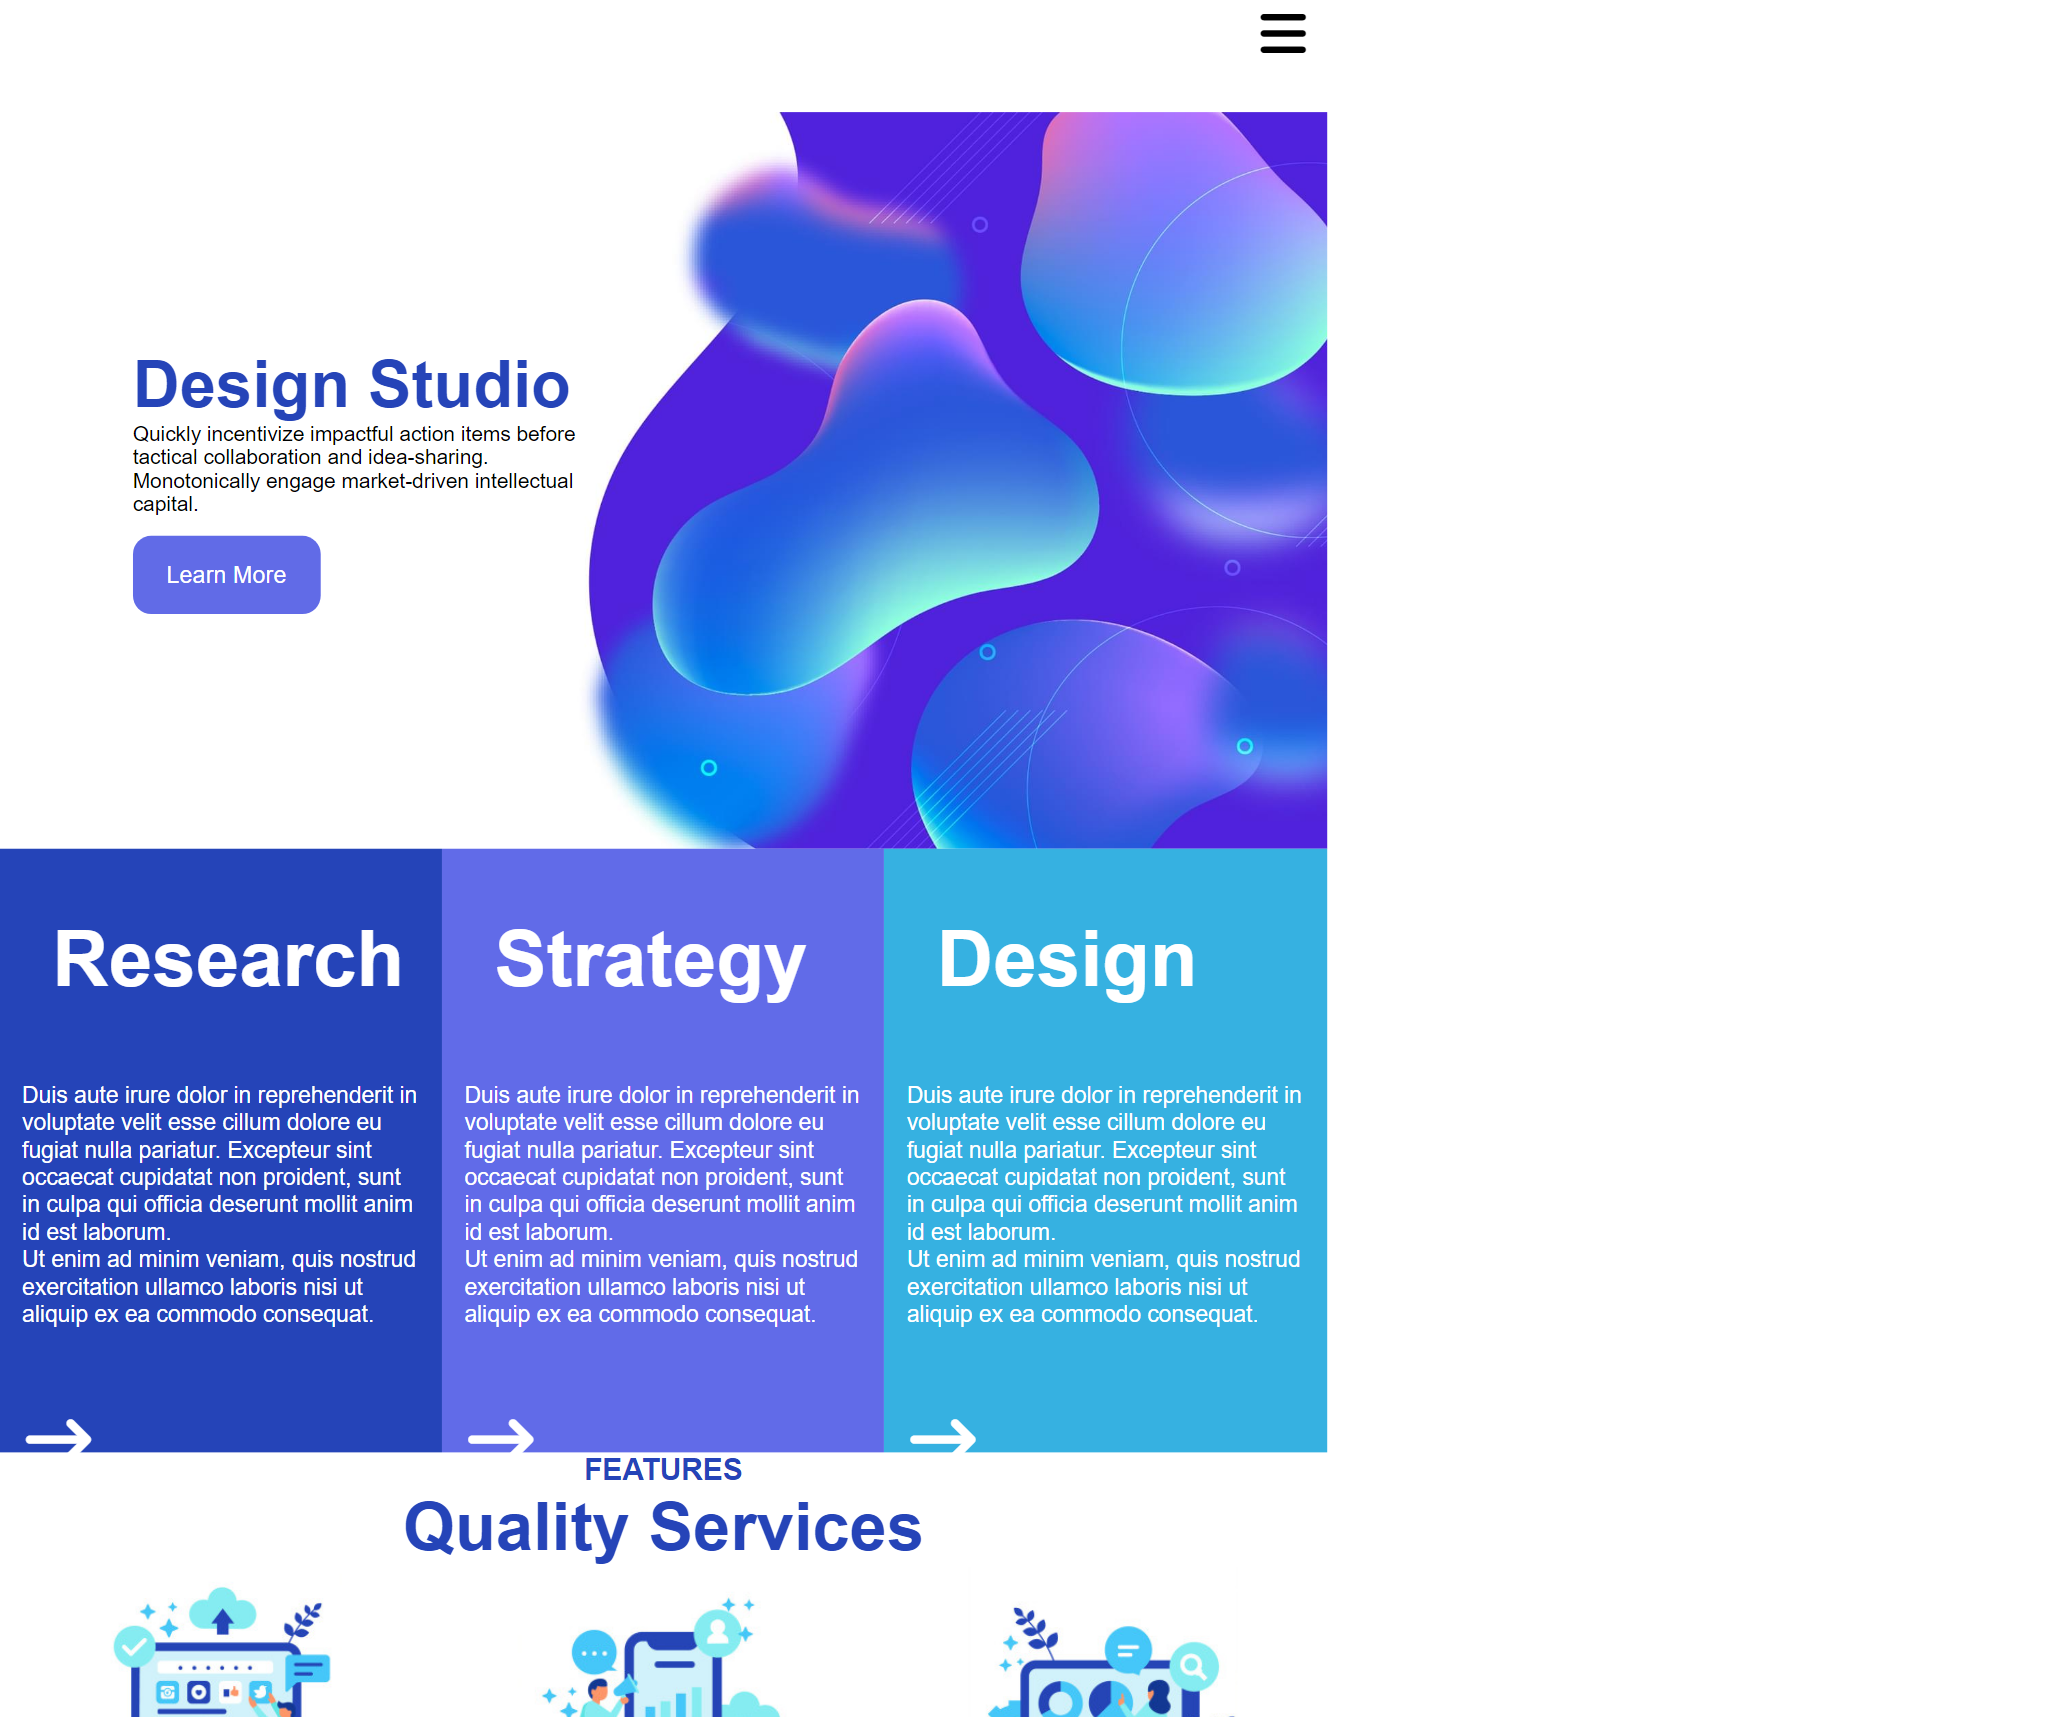 Design Studio
Quickly incentivize impactful action items before
tactical collaboration and idea-sharing.
Monotonically engage market-driven intellectual
capital.
Learn More
Research
Duis aute irure dolor in reprehenderit in
voluptate velit esse cillum dolore eu
fugiat nulla pariatur. Excepteur sint
occaecat cupidatat non proident, sunt
in culpa qui officia deserunt mollit anim
id est laborum.
Ut enim ad minim veniam, quis nostrud
exercitation ullamco laboris nisi ut
aliquip ex ea commodo consequat.
Strategy
Duis aute irure dolor in reprehenderit in
voluptate velit esse cillum dolore eu
fugiat nulla pariatur. Excepteur sint
occaecat cupidatat non proident, sunt
in culpa qui officia deserunt mollit anim
id est laborum.
Ut enim ad minim veniam, quis nostrud
exercitation ullamco laboris nisi ut
aliquip ex ea commodo consequat.
Design
Duis aute irure dolor in reprehenderit in
voluptate velit esse cillum dolore eu
fugiat nulla pariatur. Excepteur sint
occaecat cupidatat non proident, sunt
in culpa qui officia deserunt mollit anim
id est laborum.
Ut enim ad minim veniam, quis nostrud
exercitation ullamco laboris nisi ut
aliquip ex ea commodo consequat.
FEATURES
Quality Services